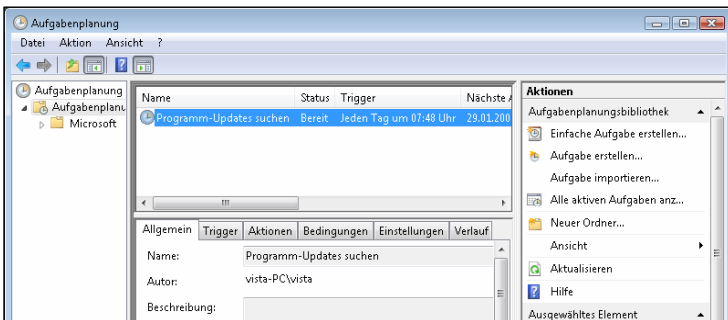 Aufgabenplanung
Datei Aktion Ansicht ?
Aufgabenplanung
Aufgabenplanu
Microsoft
Name Status Trigger Nächste A
Programm-Updates suchen Bereit Jeden Tag um 07:48 Uhr 29.01.200
Allgemein Trigger Aktionen Bedingungen Einstellungen Verlauf
Name: Programm-Updates suchen
Autor: vista-PC\vista
Beschreibung:
Aktionen
Aufgabenplanungsbibliothek
Einfache Aufgabe erstellen...
Aufgabe erstellen...
Aufgabe importieren...
Alle aktiven Aufgaben anz...
Neuer Ordner...
Ansicht
Aktualisieren
Hilfe
Ausgewähltes Element